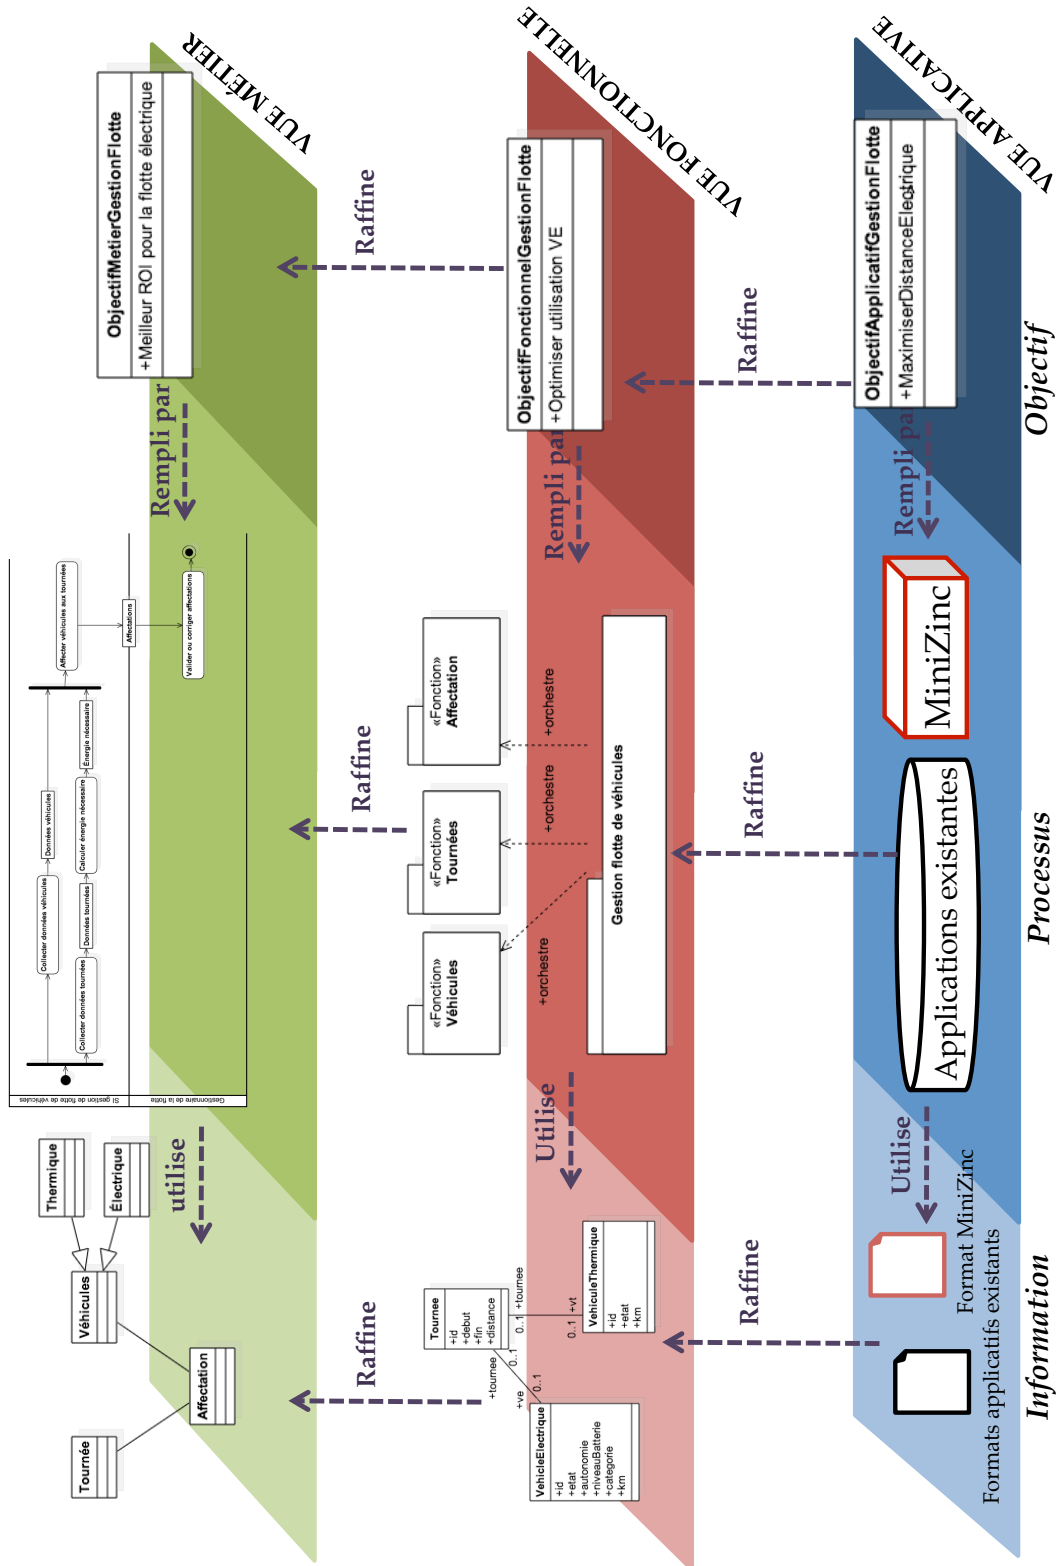 VUE MÉTIER
Tournée
Véhicules
Thermique
Électrique
Affectation
utilise
SI gestion de flotte de véhicules
Gestionnaire de la flotte
Collecter données véhicules
Données véhicules
Collecter données tournées
Données tournées
Calculer énergie nécessaire
Énergie nécessaire
Affecter véhicules aux tournées
Affectations
Valider ou corriger affectations
Rempli par
ObjectifMetierGestionFlotte
+Meilleur ROI pour la flotte électrique
Raffine
Raffine
Raffine
VUE FONCTIONNELLE
VehicleElectrique
+id
+etat
+autonomie
+niveauBatterie
+categorie
+km
Tournee
+id
+debut
+fin
+distance
+tournee
0..1
+ve
0..1
0..1
+tournee
0..1
+vt
VehiculeThermique
+id
+etat
+km
Utilise
«Fonction»
Véhicules
«Fonction»
Tournées
«Fonction»
Affectation
+orchestre
+orchestre
+orchestre
Gestion flotte de véhicules
Rempli par
ObjectifFonctionnelGestionFlotte
+Optimiser utilisation VE
Raffine
Raffine
Raffine
VUE APPLICATIVE
Utilise
Format MiniZinc
Formats applicatifs existants
Applications existantes
MiniZinc
Rempli par
ObjectifApplicatifGestionFlotte
+MaximiserDistanceElectrique
Information
Processus
Objectif